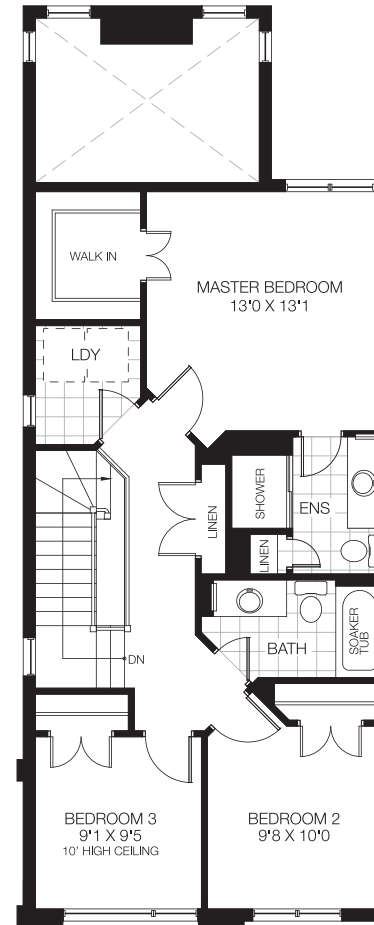 WALK IN
MASTER BEDROOM
13'0 X 13'1
LDY
SHOWER
ENS
LINEN
LINEN
BATH
SOAKER
TUB
DN
BEDROOM 3
9'1 X 9'5
10' HIGH CEILING
BEDROOM 2
9'8 X 10'0